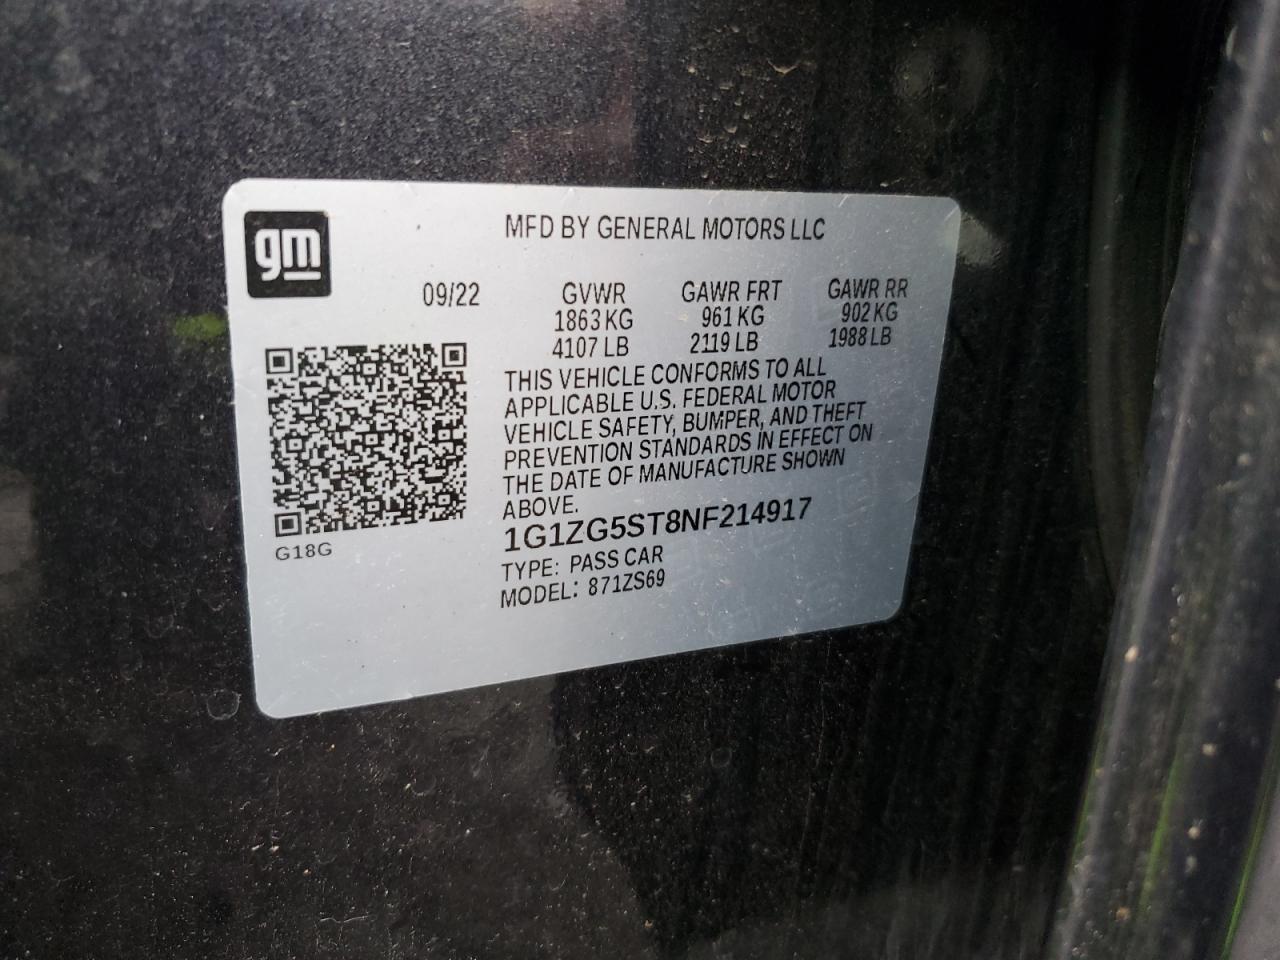 gm
MFD BY GENERAL MOTORS LLC
09/22 GVWR GAWR FRT GAWR RR
1863 KG 961 KG 902 KG
4107 LB 2119 LB 1988 LB
THIS VEHICLE CONFORMS TO ALL
APPLICABLE U.S. FEDERAL MOTOR
VEHICLE SAFETY, BUMPER, AND THEFT
PREVENTION STANDARDS IN EFFECT ON
THE DATE OF MANUFACTURE SHOWN
ABOVE.
1G1ZG5ST8NF214917
TYPE: PASS CAR
MODEL: 871ZS69
G18G